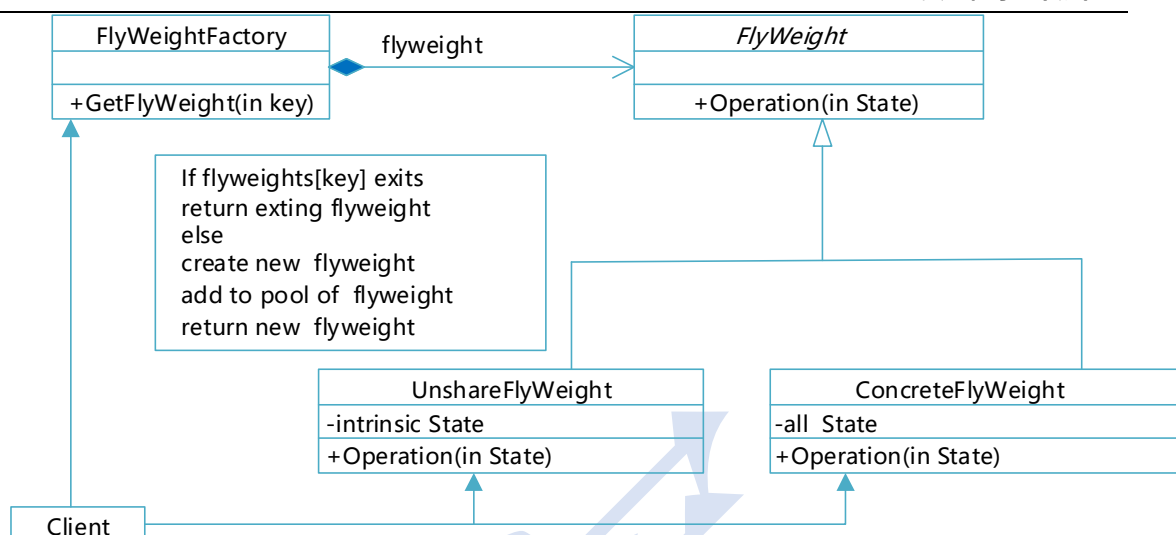 FlyWeightFactory
flyweight
FlyWeight
+GetFlyWeight(in key)
+Operation(in State)
If flyweights[key] exits
return exting flyweight
else
create new flyweight
add to pool of flyweight
return new flyweight
UnshareFlyWeight
-intrinsic State
+Operation(in State)
ConcreteFlyWeight
-all State
+Operation(in State)
Client